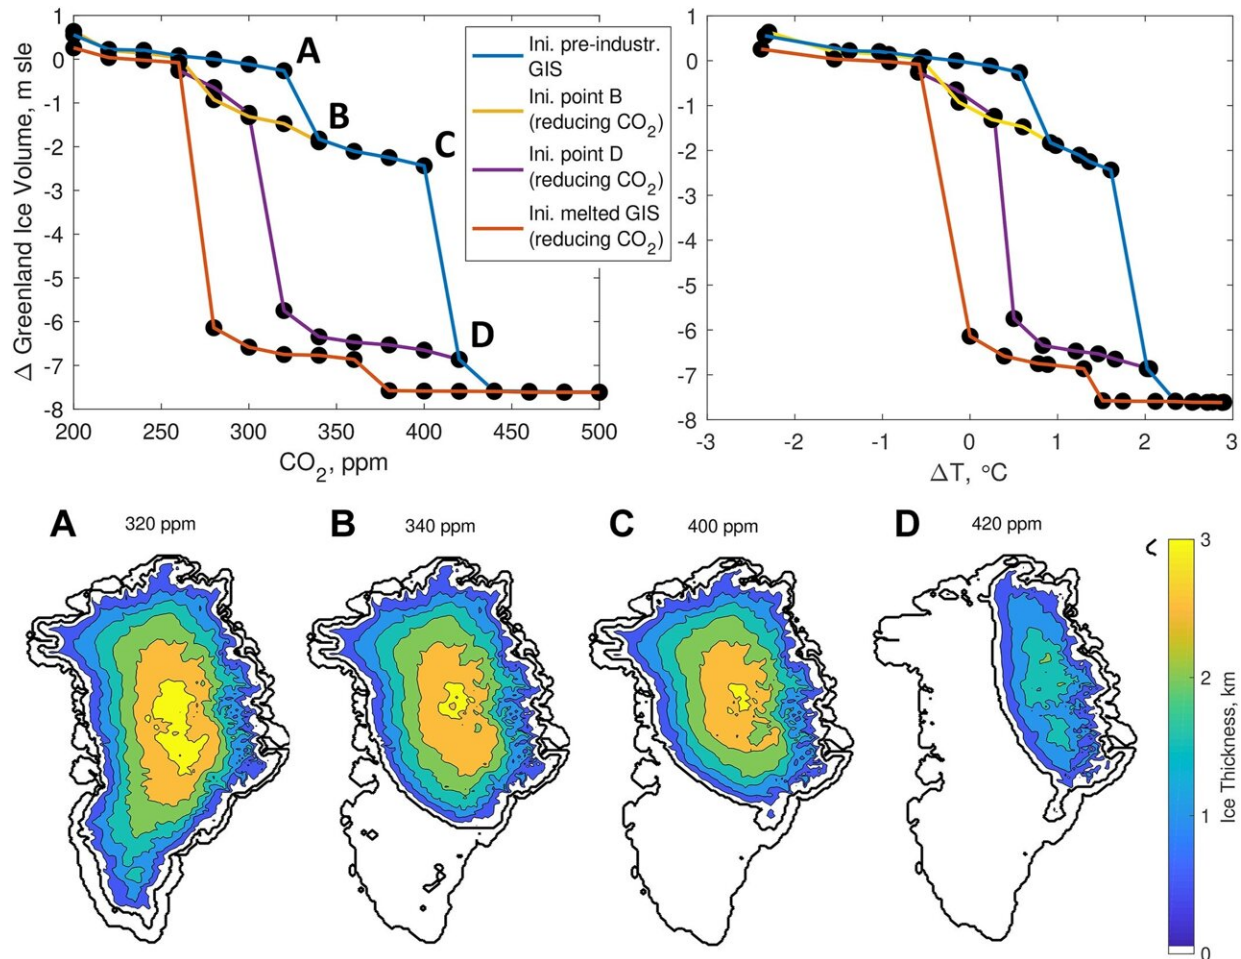 Δ Greenland Ice Volume, m sle
1
0
-1
-2
-3
-4
-5
-6
-7
-8
200
250
300
350
400
450
500
CO2, ppm
A
B
C
D
Ini. pre-industr.
GIS
Ini. point B
(reducing CO2)
Ini. point D
(reducing CO2)
Ini. melted GIS
(reducing CO2)
1
0
-1
-2
-3
-4
-5
-6
-7
-8
-3
-2
-1
0
1
2
3
ΔT, °C
A 320 ppm
B 340 ppm
C 400 ppm
D 420 ppm
3
2
1
0
Ice Thickness, km